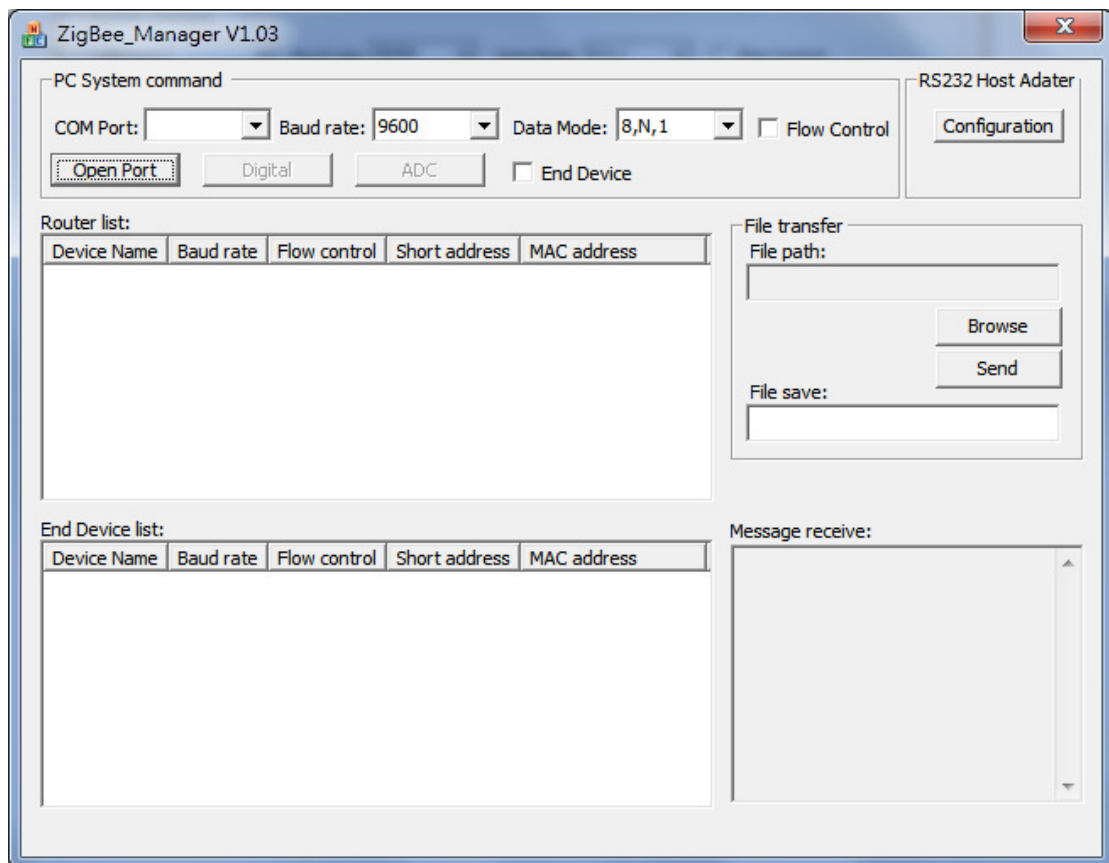 ZigBee_Manager V1.03
PC System command
COM Port: Baud rate: 9600 Data Mode: 8,N,1 Flow Control
Open Port Digital ADC End Device
RS232 Host Adater
Configuration
Router list:
Device Name Baud rate Flow control Short address MAC address
File transfer
File path:
Browse
Send
File save:
End Device list:
Device Name Baud rate Flow control Short address MAC address
Message receive: